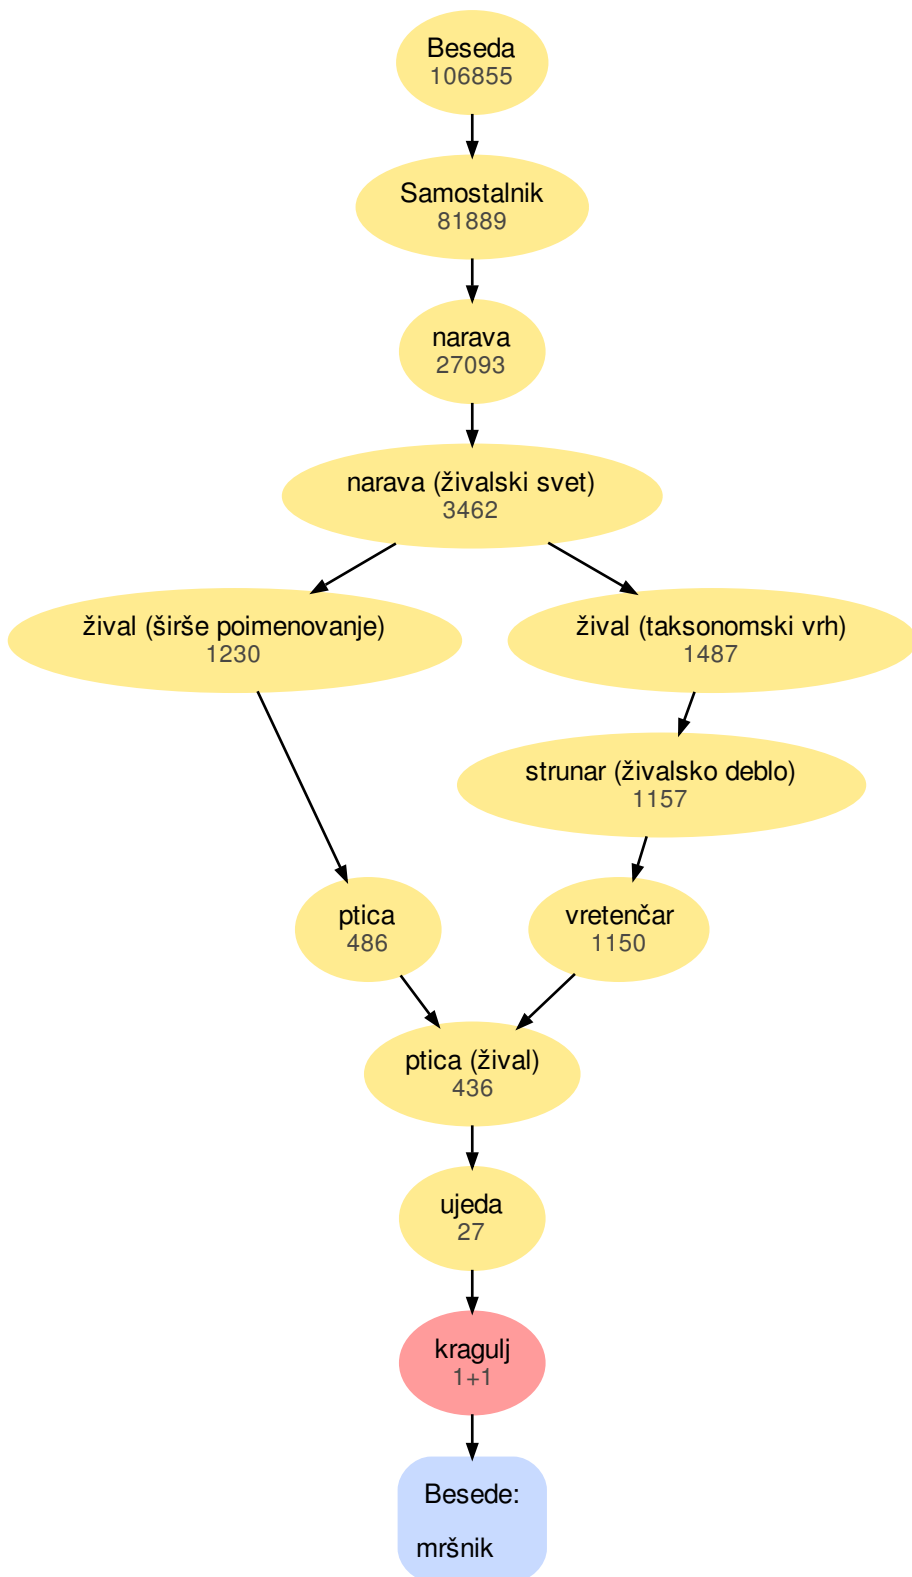 Beseda
106855
Samostalnik
81889
narava
27093
narava (živalski svet)
3462
žival (širše poimenovanje)
1230
žival (taksonomski vrh)
1487
strunar (živalsko deblo)
1157
ptica
486
vretenčar
1150
ptica (žival)
436
ujeda
27
kragulj
1+1
Besede:
mršnik